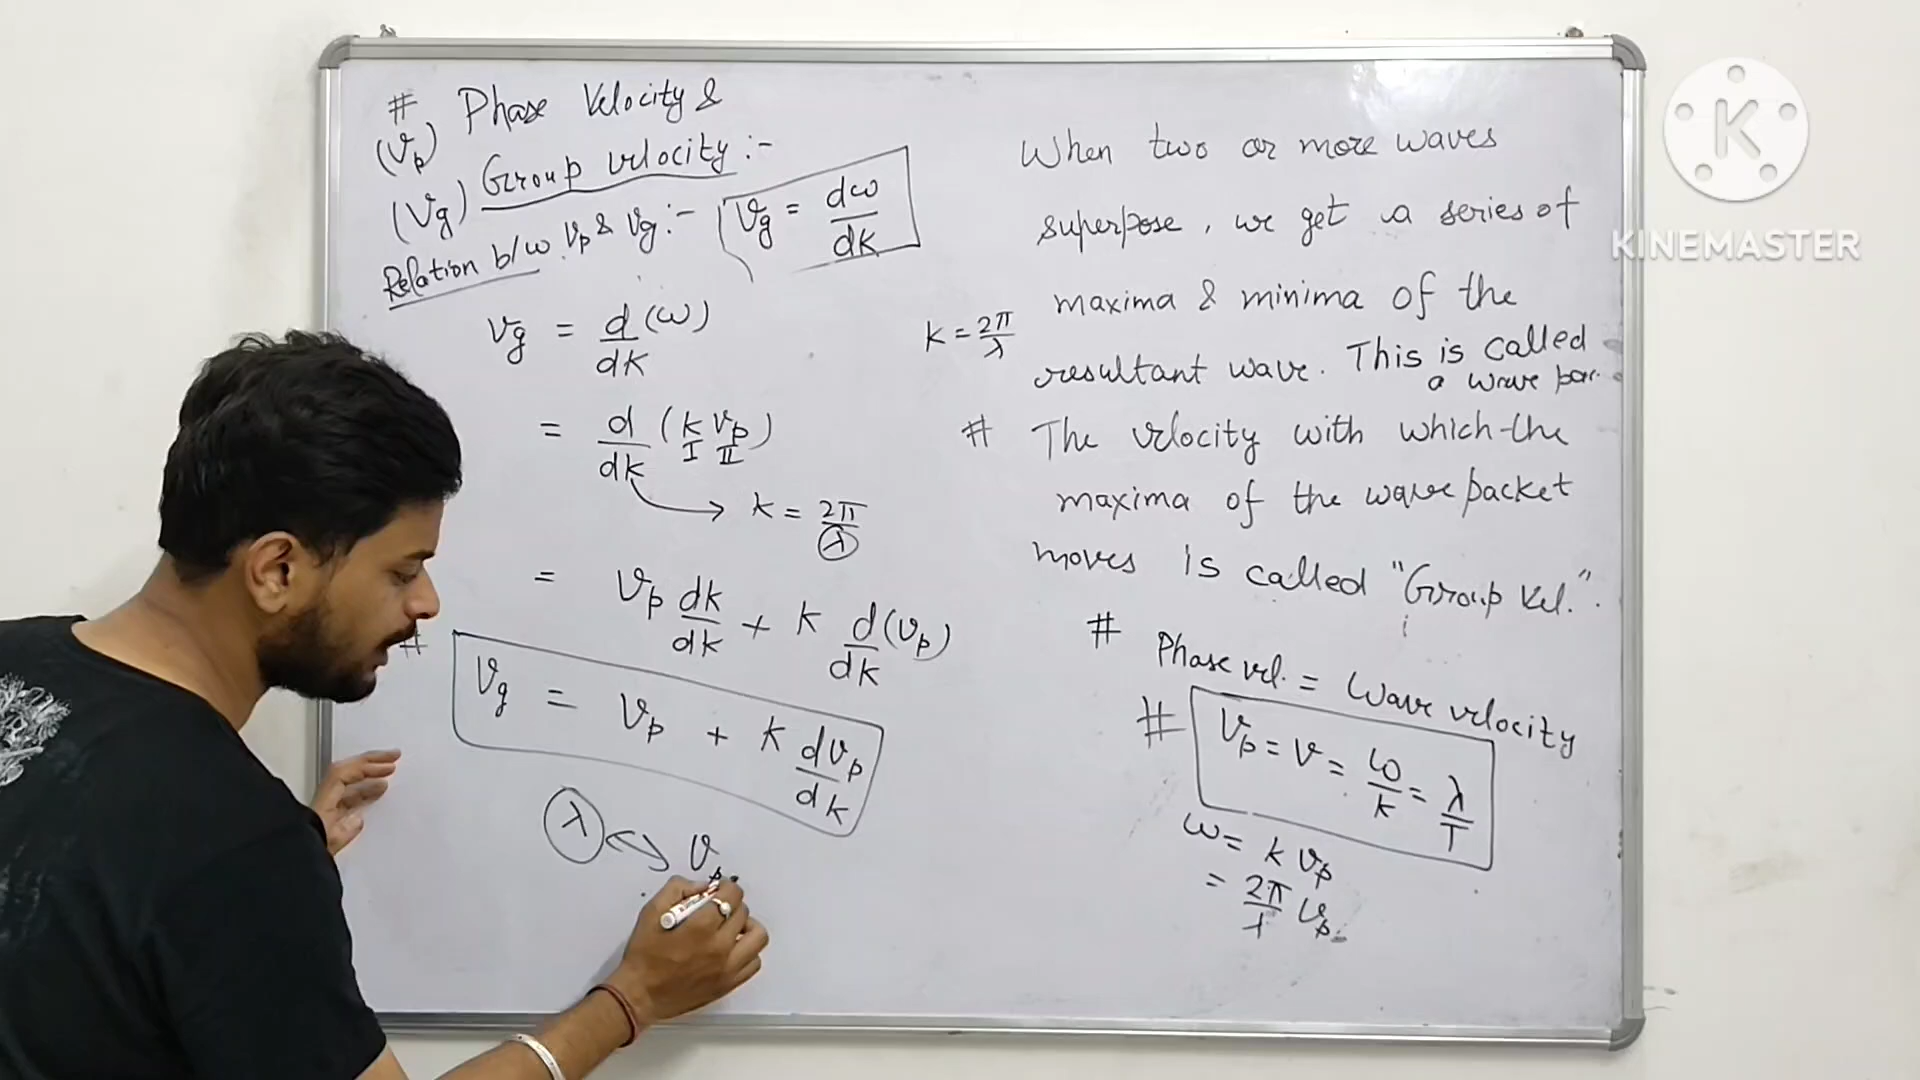 # Phase Velocity &
(vₚ)
(Vg) Group velocity :-
Relation b/w Vₚ & Vg :- Vg = dω/dk
Vg = d/dk (ω)
= d/dk (k vₚ)
I II
k = 2π/λ
= vₚ dk/dk + k d/dk (vₚ)
# Vg = vₚ + k dvₚ/dk
λ vₚ
k = 2π/λ
When two or more waves
superpose, we get a series of
maxima & minima of the
resultant wave. This is called
a wave
# The velocity with which the
maxima of the wave packet
moves is called "Group Vel.".
# Phase vel. = Wave velocity
# vₚ = v = ω/k = λ/T
ω = k vₚ
= 2π/λ vₚ
K
KINEMASTER